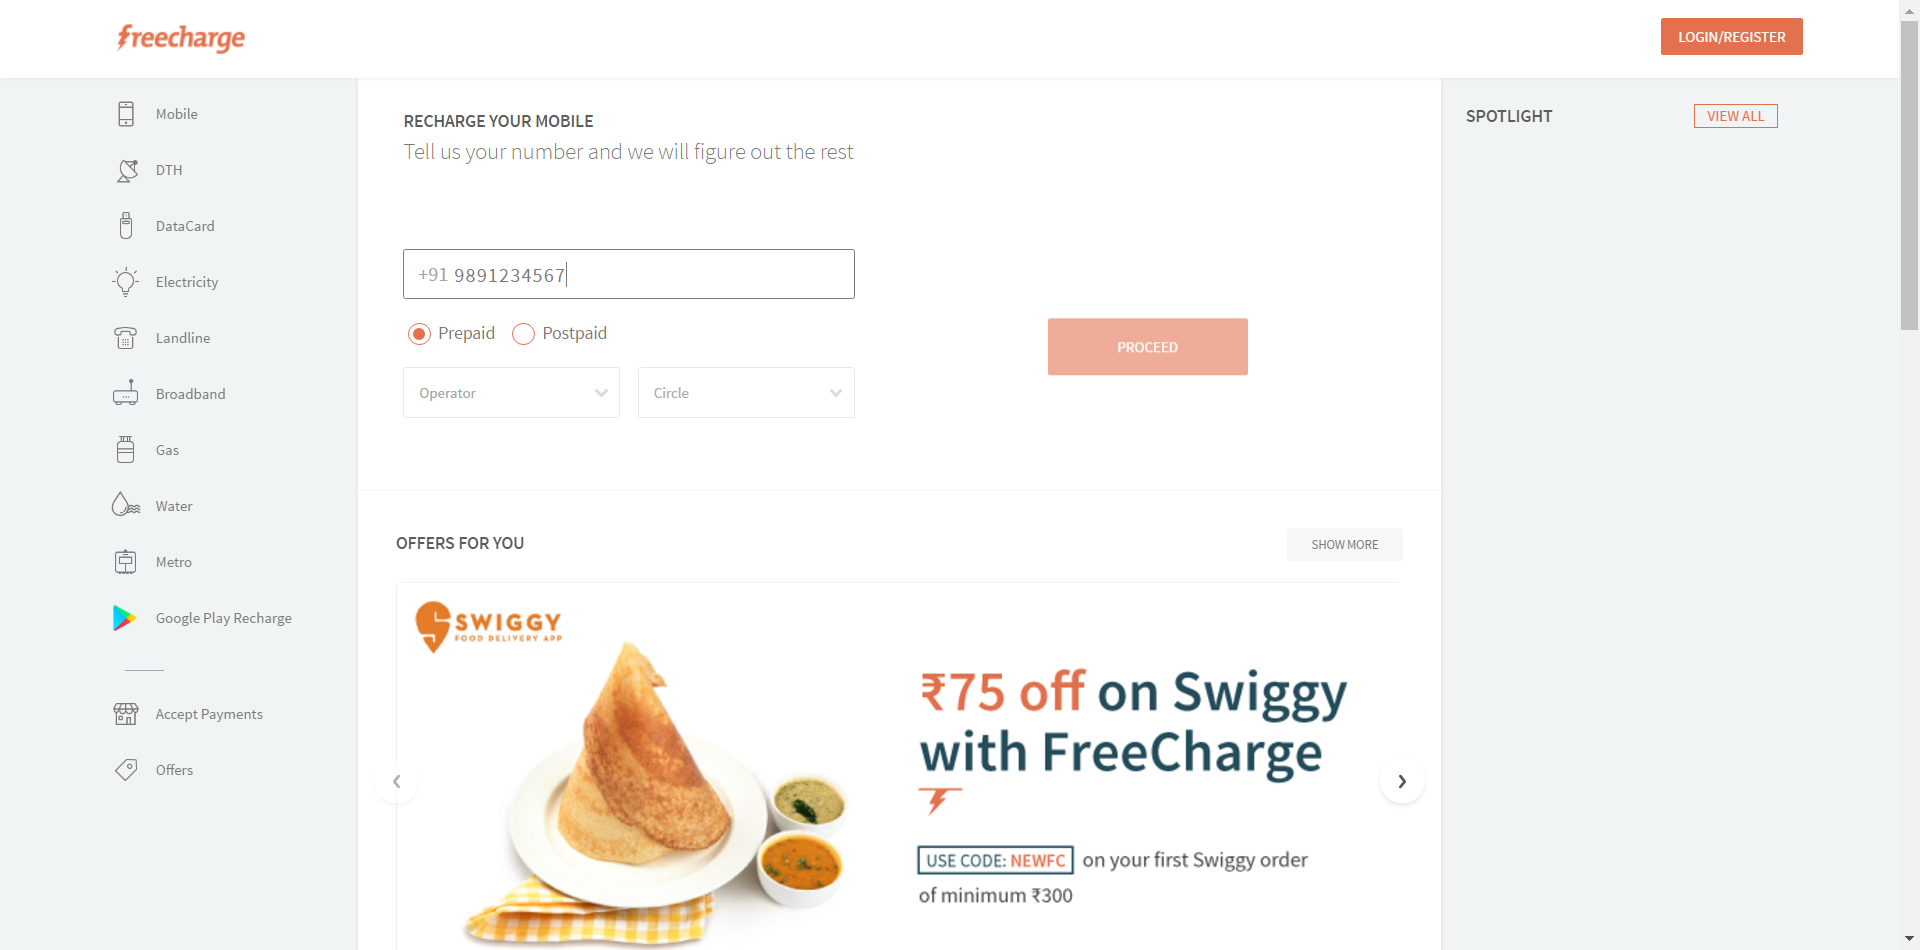 freecharge
LOGIN/REGISTER
Mobile
DTH
DataCard
Electricity
Landline
Broadband
Gas
Water
Metro
Google Play Recharge
Accept Payments
Offers
RECHARGE YOUR MOBILE
Tell us your number and we will figure out the rest
+91 9891234567
Prepaid Postpaid
Operator Circle
PROCEED
OFFERS FOR YOU
SHOW MORE
SWIGGY
FOOD DELIVERY APP
₹75 off on Swiggy
with FreeCharge
USE CODE: NEWFC on your first Swiggy order
of minimum ₹300
SPOTLIGHT
VIEW ALL